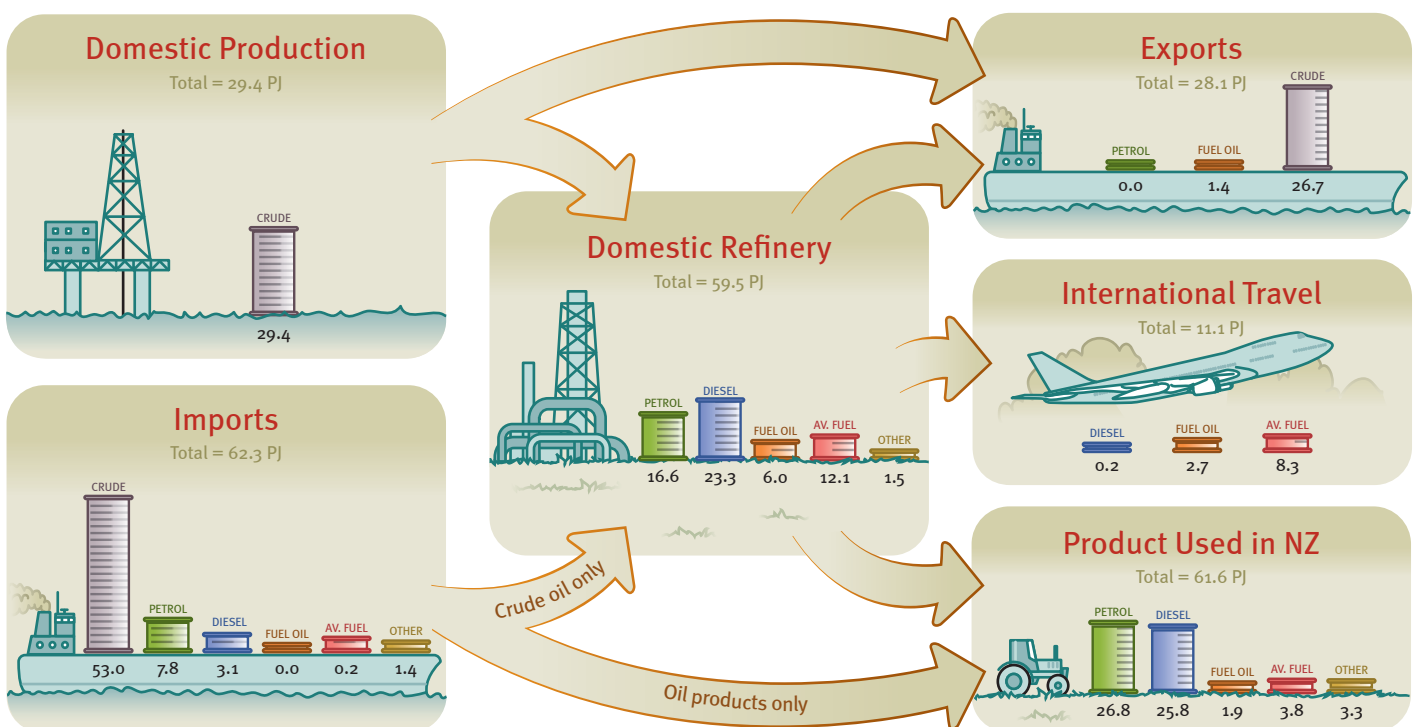 Domestic Production
Total = 29.4 PJ
CRUDE
29.4
Imports
Total = 62.3 PJ
CRUDE
PETROL
DIESEL
FUEL OIL
AV. FUEL
OTHER
53.0 7.8 3.1 0.0 0.2 1.4
Crude oil only
Oil products only
Domestic Refinery
Total = 59.5 PJ
PETROL
DIESEL
FUEL OIL
AV. FUEL
OTHER
16.6 23.3 6.0 12.1 1.5
Exports
Total = 28.1 PJ
PETROL
FUEL OIL
CRUDE
0.0 1.4 26.7
International Travel
Total = 11.1 PJ
DIESEL
FUEL OIL
AV. FUEL
0.2 2.7 8.3
Product Used in NZ
Total = 61.6 PJ
PETROL
DIESEL
FUEL OIL
AV. FUEL
OTHER
26.8 25.8 1.9 3.8 3.3